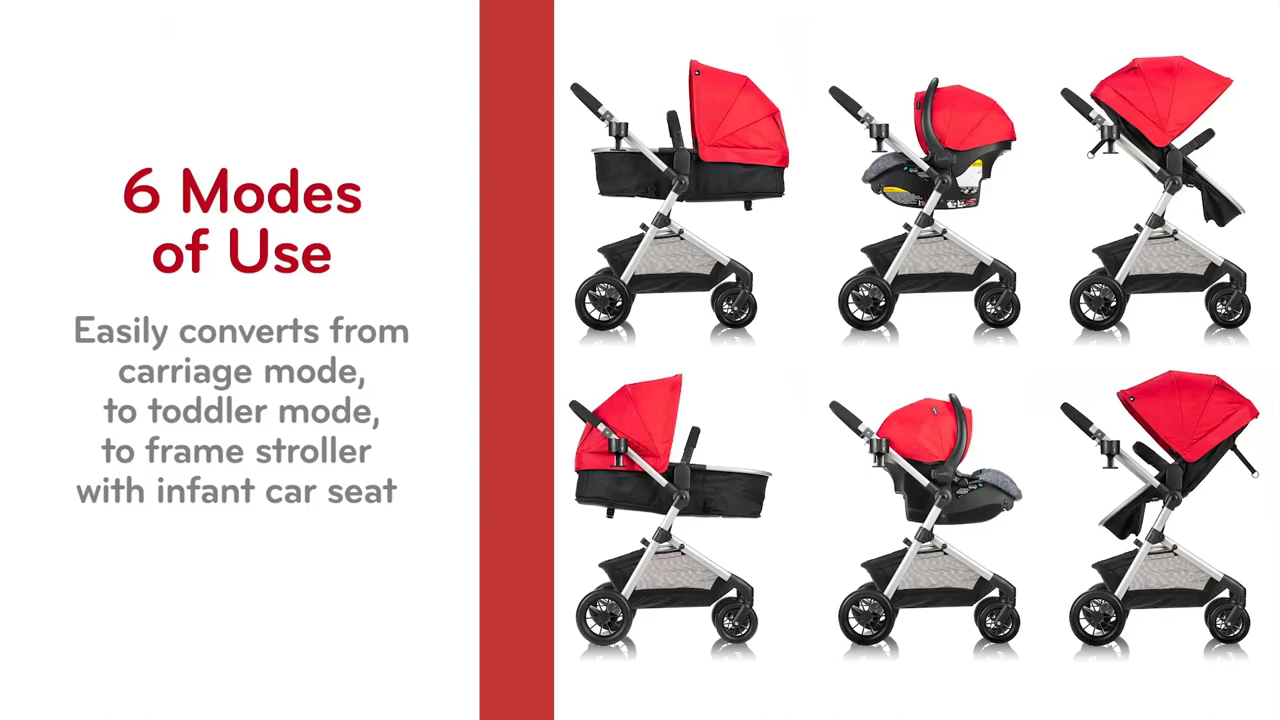 6 Modes
of Use
Easily converts from
carriage mode,
to toddler mode,
to frame stroller
with infant car seat